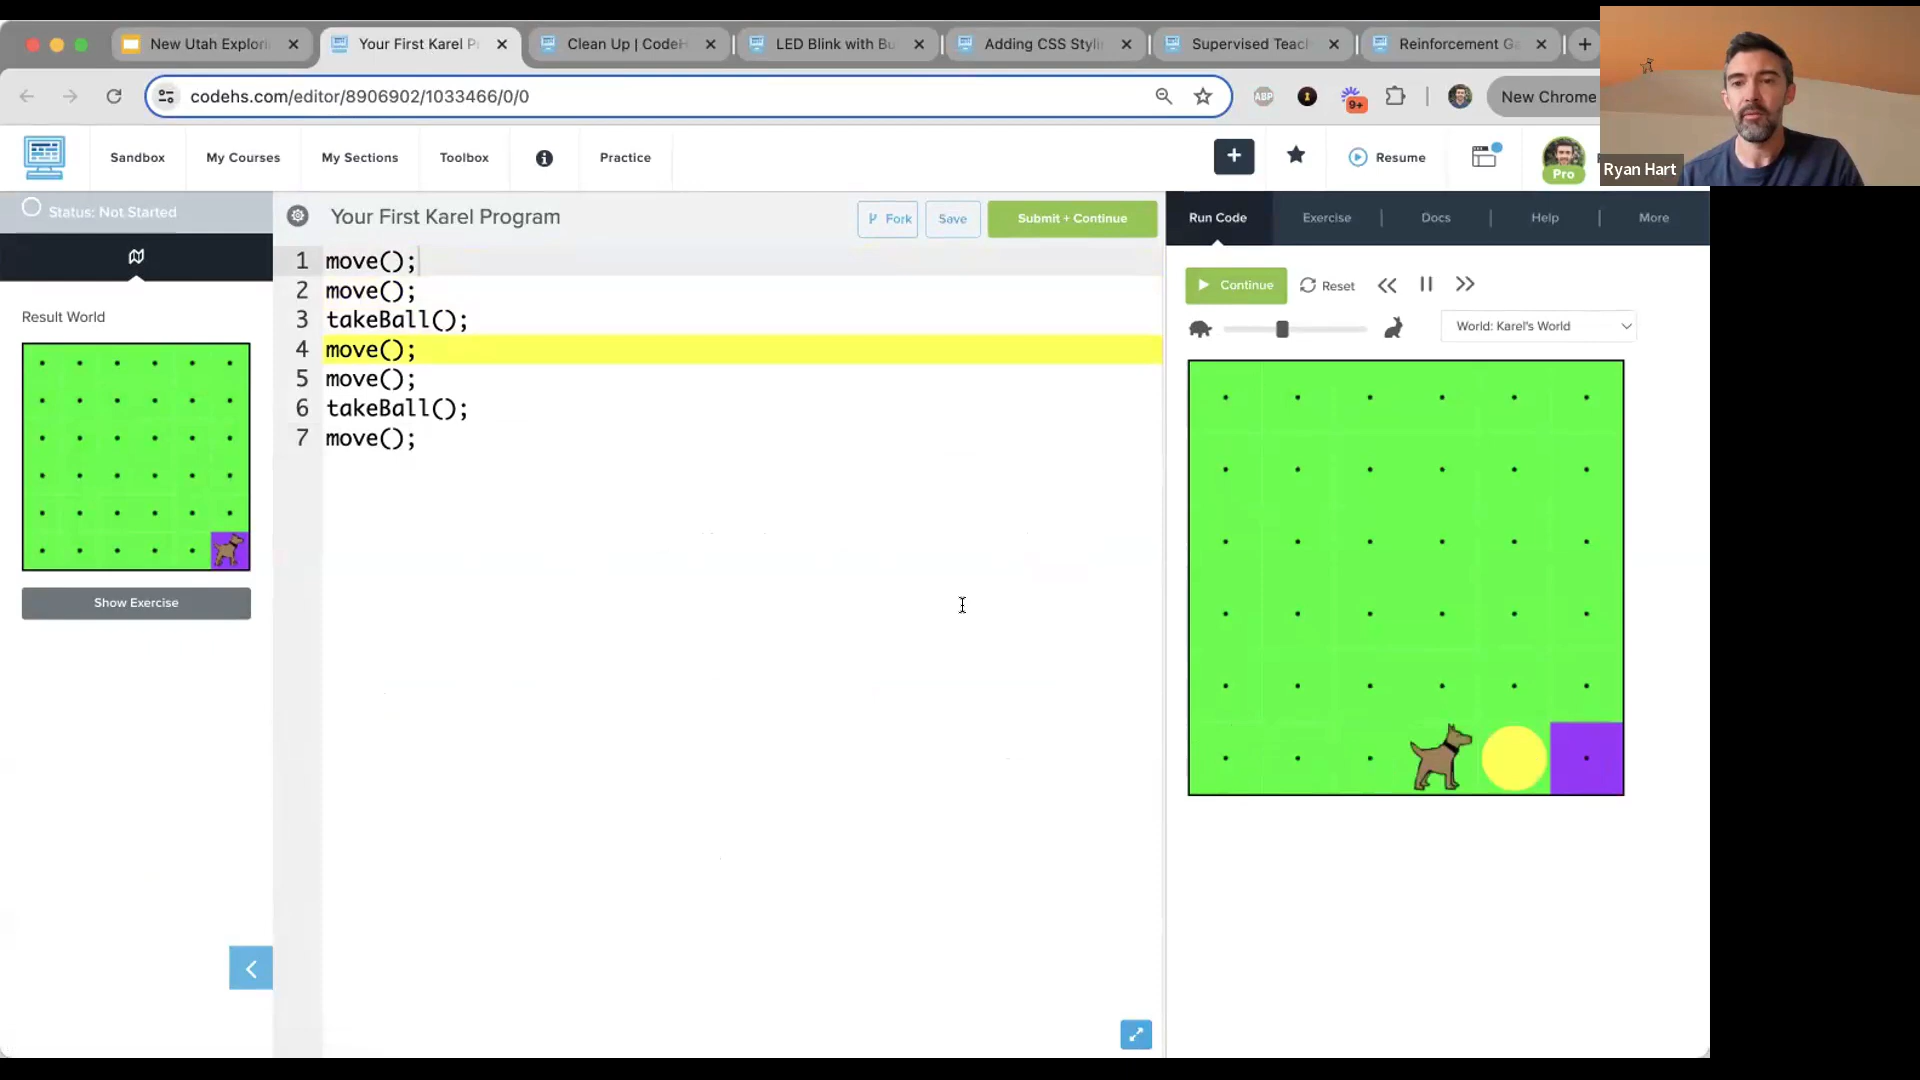 New Utah Explori
Your First Karel P
Clean Up | CodeH
LED Blink with Bu
Adding CSS Styli
Supervised Teac
Reinforcement G
codehs.com/editor/8906902/1033466/0/0
ABP
9+
New Chrome
Ryan Hart
Sandbox
My Courses
My Sections
Toolbox
Practice
Resume
Pro
Status: Not Started
Your First Karel Program
Fork
Save
Submit + Continue
Run Code
Exercise
Docs
Help
More
Result World
Show Exercise
1 move();
2 move();
3 takeBall();
4 move();
5 move();
6 takeBall();
7 move();
Continue
Reset
World: Karel's World